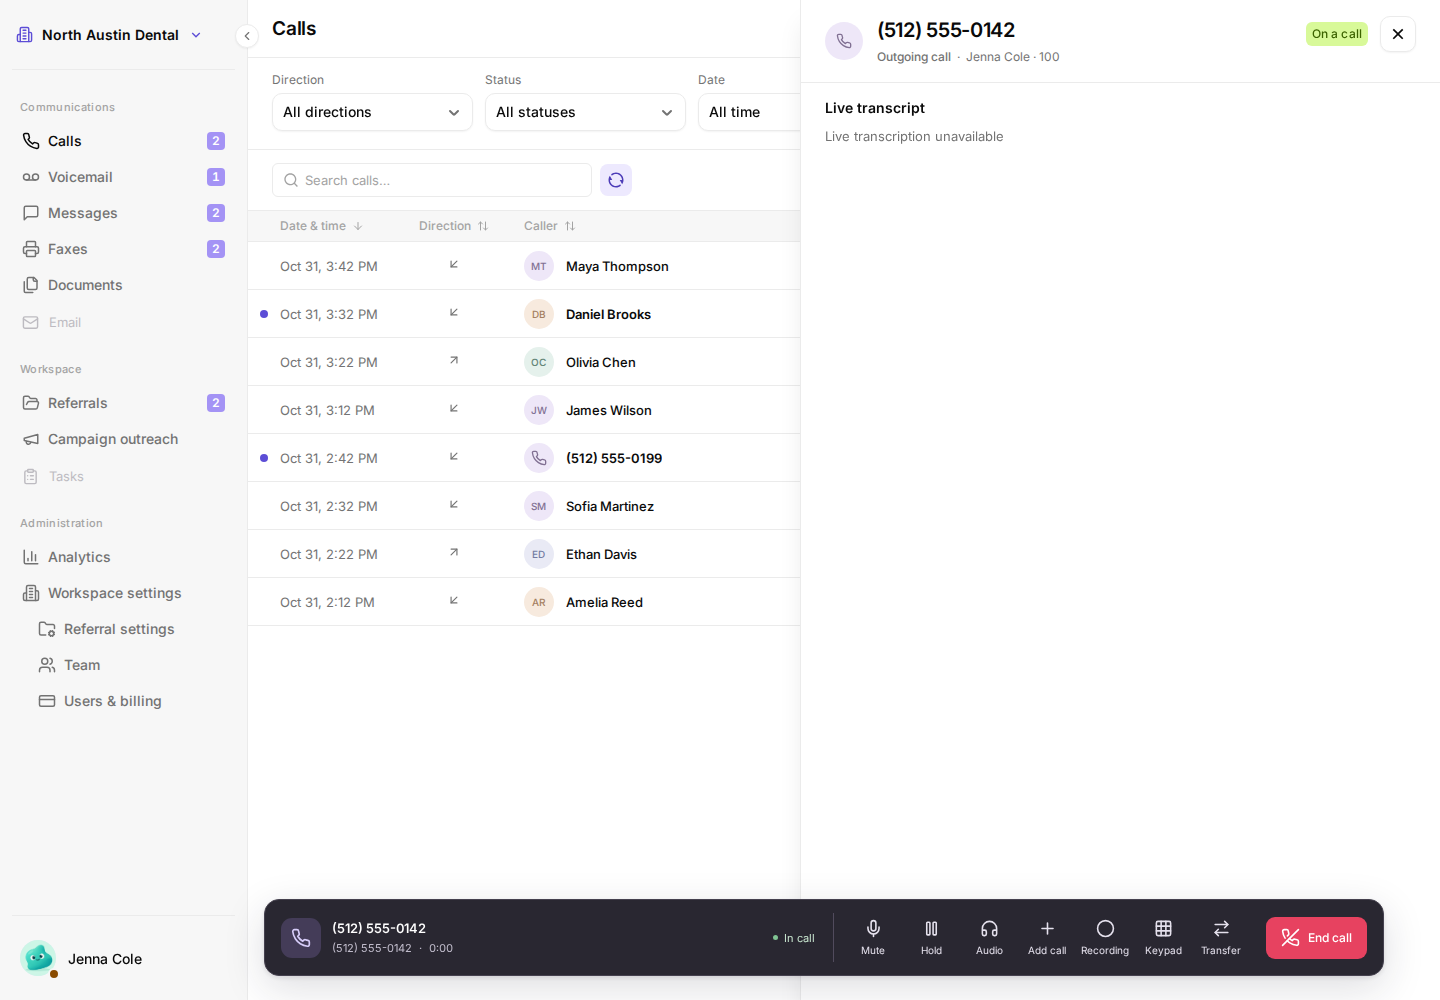 North Austin Dental
Communications
Calls 2
Voicemail 1
Messages 2
Faxes 2
Documents
Email
Workspace
Referrals 2
Campaign outreach
Tasks
Administration
Analytics
Workspace settings
Referral settings
Team
Users & billing
Jenna Cole
Calls
Direction Status Date
All directions All statuses All time
Search calls...
Date & time Direction Caller
Oct 31, 3:42 PM MT Maya Thompson
Oct 31, 3:32 PM DB Daniel Brooks
Oct 31, 3:22 PM OC Olivia Chen
Oct 31, 3:12 PM JW James Wilson
Oct 31, 2:42 PM (512) 555-0199
Oct 31, 2:32 PM SM Sofia Martinez
Oct 31, 2:22 PM ED Ethan Davis
Oct 31, 2:12 PM AR Amelia Reed
(512) 555-0142
Outgoing call · Jenna Cole · 100
On a call
Live transcript
Live transcription unavailable
(512) 555-0142
(512) 555-0142 · 0:00
In call
Mute Hold Audio Add call Recording Keypad Transfer
End call